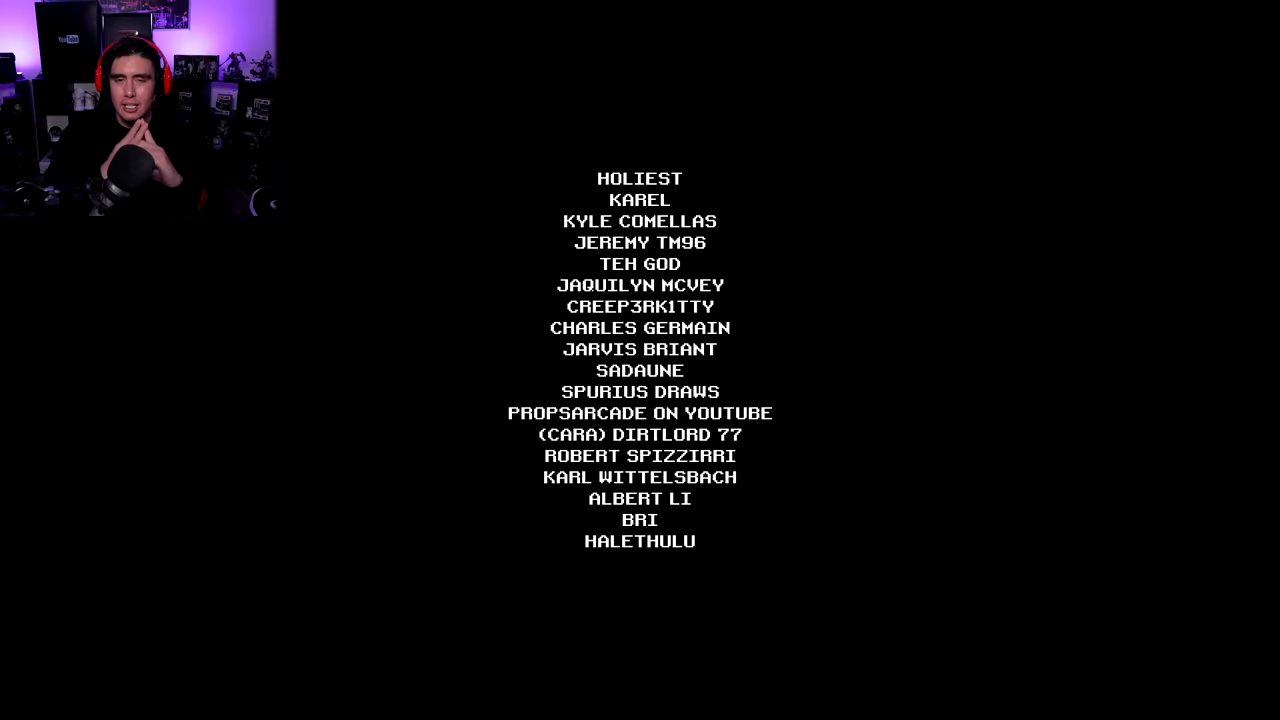 YouTube
HOLIEST
KAREL
KYLE COMELLAS
JEREMY TM96
TEH GOD
JAQUILYN MCVEY
CREEP3RK1TTY
CHARLES GERMAIN
JARVIS BRIANT
SADAUNE
SPURIUS DRAWS
PROPSARCADE ON YOUTUBE
(CARA) DIRTLORD 77
ROBERT SPIZZIRRI
KARL WITTELSBACH
ALBERT LI
BRI
HALETHULU